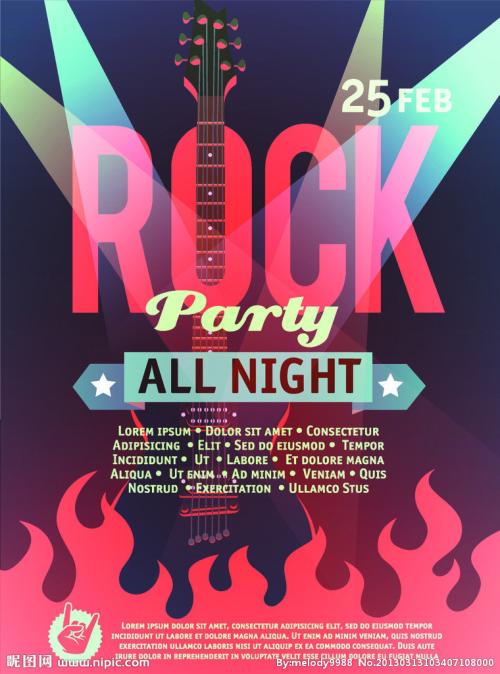 25 FEB
ROCK
Party
ALL NIGHT
LOREM IPSUM • DOLOR SIT AMET • CONSECTETUR
ADIPISICING • ELIT • SED DO EIUSMOD • TEMPOR
INCIDIDUNT • UT • LABORE • ET DOLORE MAGNA
ALIQUA • UT ENIM • AD MINIM • VENIAM • QUIS
NOSTRUD • EXERCITATION • ULLAMCO STUS
LOREM IPSUM DOLOR SIT AMET, CONSECTETUR ADIPISICING ELIT, SED DO EIUSMOD TEMPOR
INCIDIDUNT UT LABORE ET DOLORE MAGNA ALIQUA. UT ENIM AD MINIM VENIAM, QUIS NOSTRUD
EXERCITATION ULLAMCO LABORIS NISI UT ALIQUIP EX EA COMMODO CONSEQUAT. DUIS AUTE
IRURE DOLOR IN REPREHENDERIT IN VOLUPTATE VELIT ESSE CILLUM DOLORE EU FUGIAT NULLA
昵图网 www.nipic.com By:melody9988 No.20130313103407108000